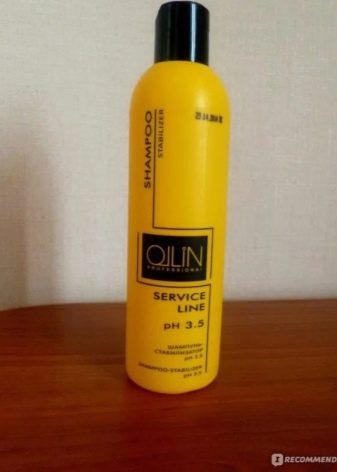 SHAMPOO
STABILIZER
OLLIN
PROFESSIONAL
SERVICE
LINE
pH 3.5
ШАМПУНЬ-
СТАБИЛИЗАТОР
pH 3.5
SHAMPOO-STABILIZER
pH 3.5
I RECOMMEND